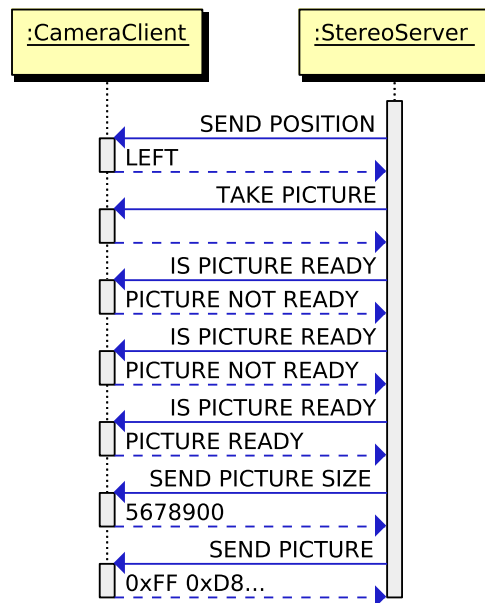 :CameraClient
:StereoServer
SEND POSITION
LEFT
TAKE PICTURE
IS PICTURE READY
PICTURE NOT READY
IS PICTURE READY
PICTURE NOT READY
IS PICTURE READY
PICTURE READY
SEND PICTURE SIZE
5678900
SEND PICTURE
0xFF 0xD8...